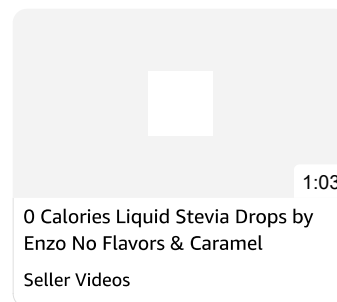 1:03
0 Calories Liquid Stevia Drops by
Enzo No Flavors & Caramel
Seller Videos